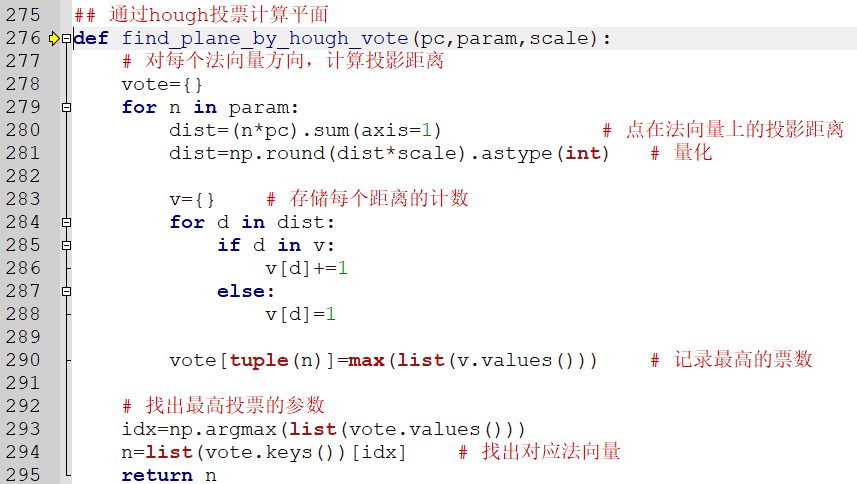 275 ## 通过hough投票计算平面
276 def find_plane_by_hough_vote(pc,param,scale):
277     # 对每个法向量方向，计算投影距离
278     vote={}
279     for n in param:
280         dist=(n*pc).sum(axis=1)             # 点在法向量上的投影距离
281         dist=np.round(dist*scale).astype(int)   # 量化
282
283         v={}    # 存储每个距离的计数
284         for d in dist:
285             if d in v:
286                 v[d]+=1
287             else:
288                 v[d]=1
289
290         vote[tuple(n)]=max(list(v.values()))    # 记录最高的票数
291
292     # 找出最高投票的参数
293     idx=np.argmax(list(vote.values()))
294     n=list(vote.keys())[idx]    # 找出对应法向量
295     return n